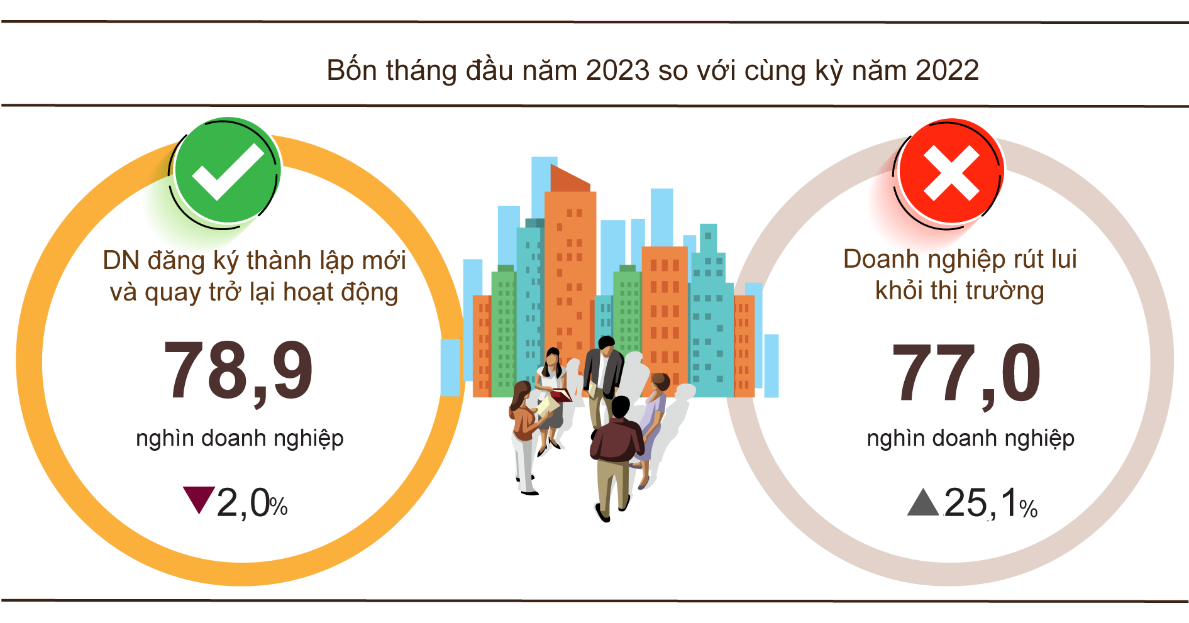 Bốn tháng đầu năm 2023 so với cùng kỳ năm 2022
DN đăng ký thành lập mới
và quay trở lại hoạt động
78,9
nghìn doanh nghiệp
▼2,0%
Doanh nghiệp rút lui
khỏi thị trường
77,0
nghìn doanh nghiệp
▲25,1%